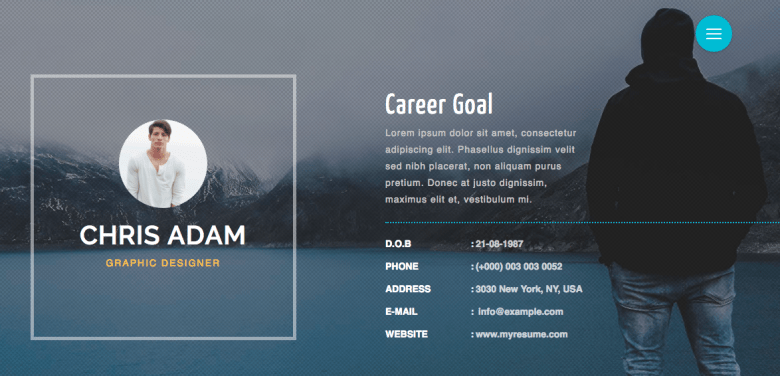 CHRIS ADAM
GRAPHIC DESIGNER
Career Goal
Lorem ipsum dolor sit amet, consectetur
adipiscing elit. Phasellus dignissim velit
sed nibh placerat, non aliquam purus
pretium. Donec at justo dignissim,
maximus elit et, vestibulum mi.
D.O.B : 21-08-1987
PHONE : (+000) 003 003 0052
ADDRESS : 3030 New York, NY, USA
E-MAIL : info@example.com
WEBSITE : www.myresume.com